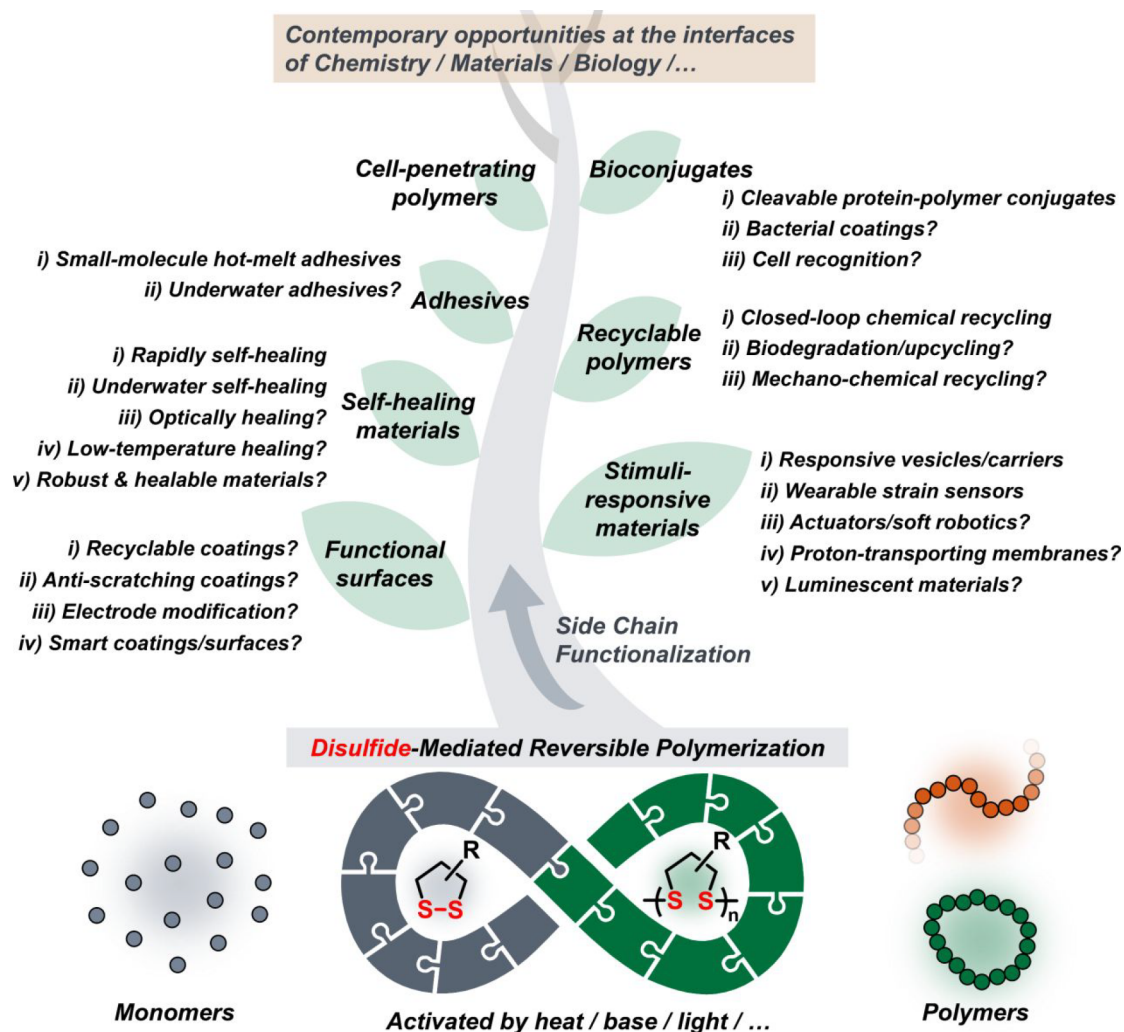 Contemporary opportunities at the interfaces
of Chemistry / Materials / Biology /...
Cell-penetrating
polymers
Bioconjugates
i) Cleavable protein-polymer conjugates
ii) Bacterial coatings?
iii) Cell recognition?
i) Small-molecule hot-melt adhesives
ii) Underwater adhesives?
Adhesives
Recyclable
polymers
i) Closed-loop chemical recycling
ii) Biodegradation/upcycling?
iii) Mechano-chemical recycling?
i) Rapidly self-healing
ii) Underwater self-healing
iii) Optically healing?
iv) Low-temperature healing?
v) Robust & healable materials?
Self-healing
materials
Stimuli-
responsive
materials
i) Responsive vesicles/carriers
ii) Wearable strain sensors
iii) Actuators/soft robotics?
iv) Proton-transporting membranes?
v) Luminescent materials?
i) Recyclable coatings?
ii) Anti-scratching coatings?
iii) Electrode modification?
iv) Smart coatings/surfaces?
Functional
surfaces
Side Chain
Functionalization
Disulfide-Mediated Reversible Polymerization
R
S–S
R
S S
n
Monomers
Activated by heat / base / light / ...
Polymers